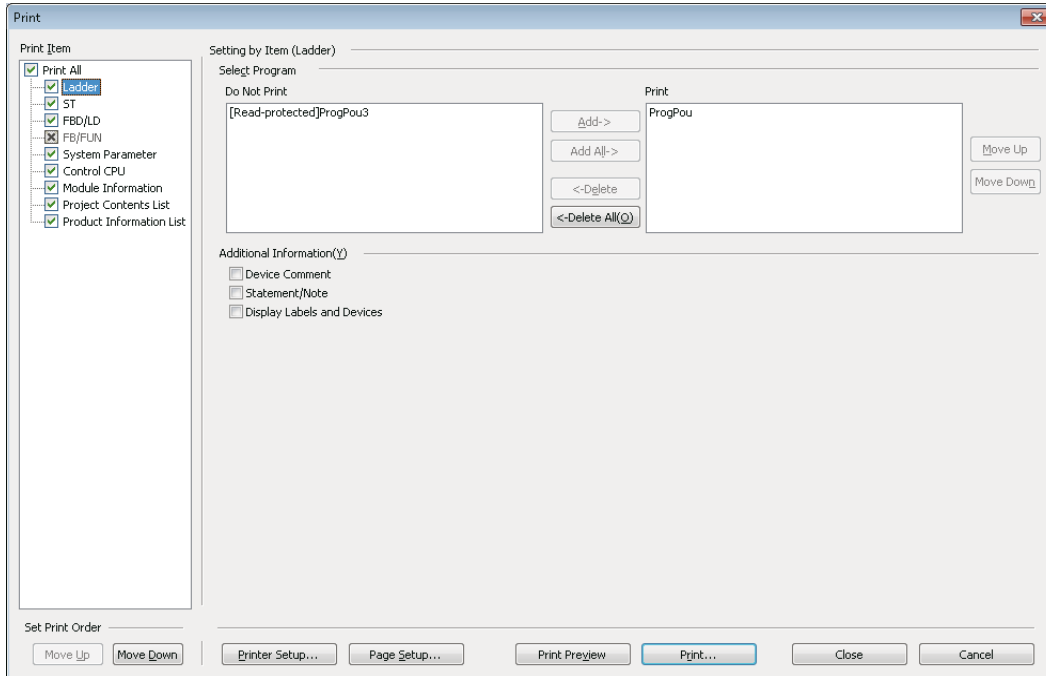 Print
Print Item
Print All
Ladder
ST
FBD/LD
FB/FUN
System Parameter
Control CPU
Module Information
Project Contents List
Product Information List
Set Print Order
Move Up
Move Down
Setting by Item (Ladder)
Select Program
Do Not Print
[Read-protected]ProgPou3
Add->
Add All->
<-Delete
<-Delete All(O)
Print
ProgPou
Move Up
Move Down
Additional Information(Y)
Device Comment
Statement/Note
Display Labels and Devices
Printer Setup...
Page Setup...
Print Preview
Print...
Close
Cancel